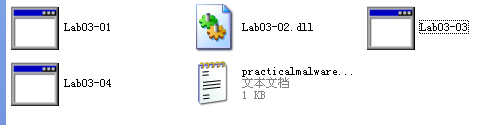 Lab03-01
Lab03-02.dll
Lab03-03
Lab03-04
practicalmalware...
文本文档
1 KB